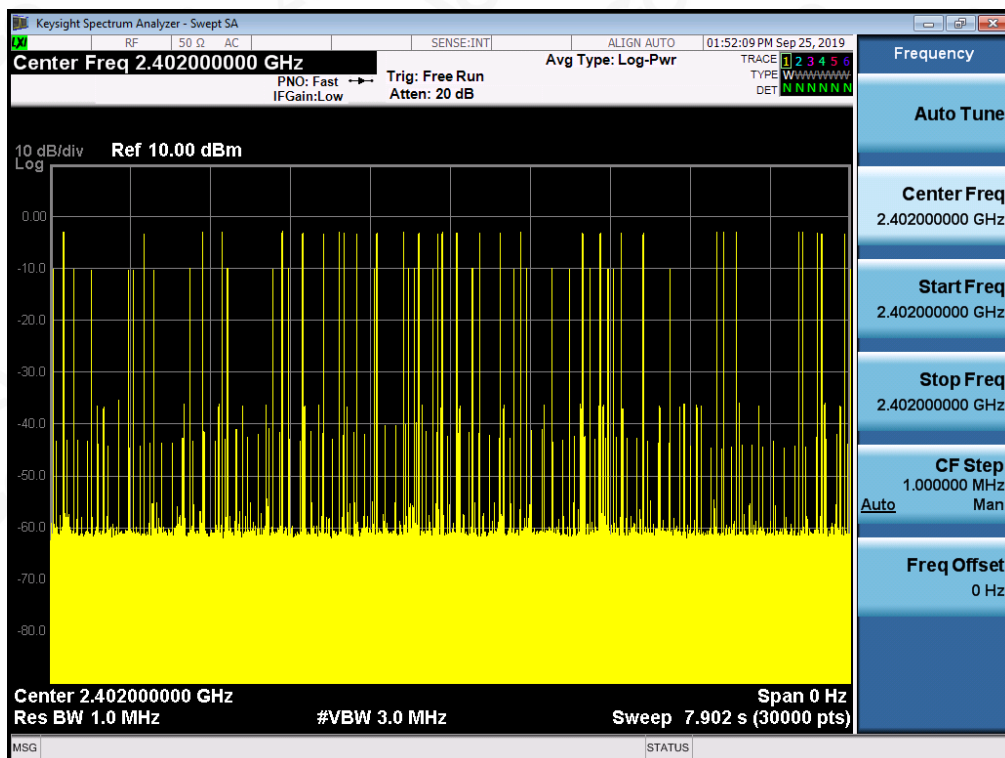 Keysight Spectrum Analyzer - Swept SA
LXI RF 50 Ω AC SENSE:INT ALIGN AUTO 01:52:09 PM Sep 25, 2019
Center Freq 2.402000000 GHz
PNO: Fast
IFGain:Low
Trig: Free Run
Atten: 20 dB
Avg Type: Log-Pwr
TRACE 1 2 3 4 5 6
TYPE WWWWWW
DET N N N N N N
10 dB/div Ref 10.00 dBm
Log
0.00
-10.0
-20.0
-30.0
-40.0
-50.0
-60.0
-70.0
-80.0
Center 2.402000000 GHz Span 0 Hz
Res BW 1.0 MHz #VBW 3.0 MHz Sweep 7.902 s (30000 pts)
MSG STATUS
Frequency
Auto Tune
Center Freq
2.402000000 GHz
Start Freq
2.402000000 GHz
Stop Freq
2.402000000 GHz
CF Step
1.000000 MHz
Auto Man
Freq Offset
0 Hz